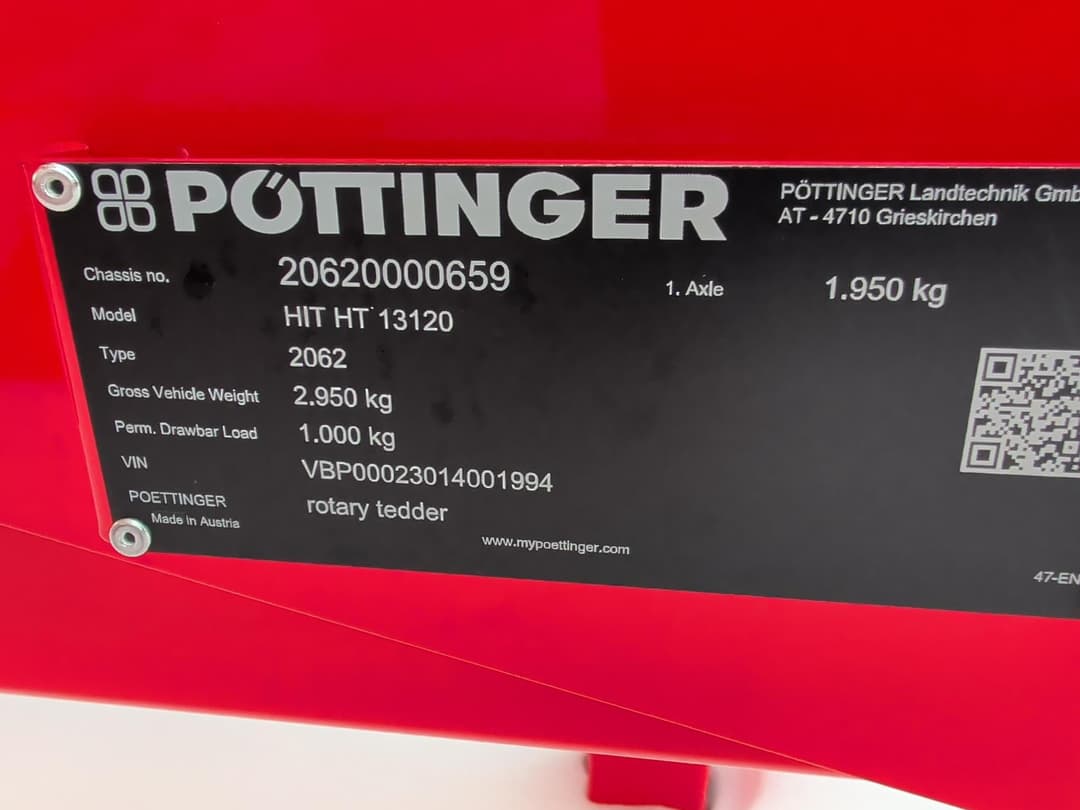 PÖTTINGER
PÖTTINGER Landtechnik Gmb
AT - 4710 Grieskirchen
Chassis no. 20620000659 1. Axle 1.950 kg
Model HIT HT 13120
Type 2062
Gross Vehicle Weight 2.950 kg
Perm. Drawbar Load 1.000 kg
VIN VBP00023014001994
POETTINGER rotary tedder
Made in Austria
www.mypoettinger.com
47-EN